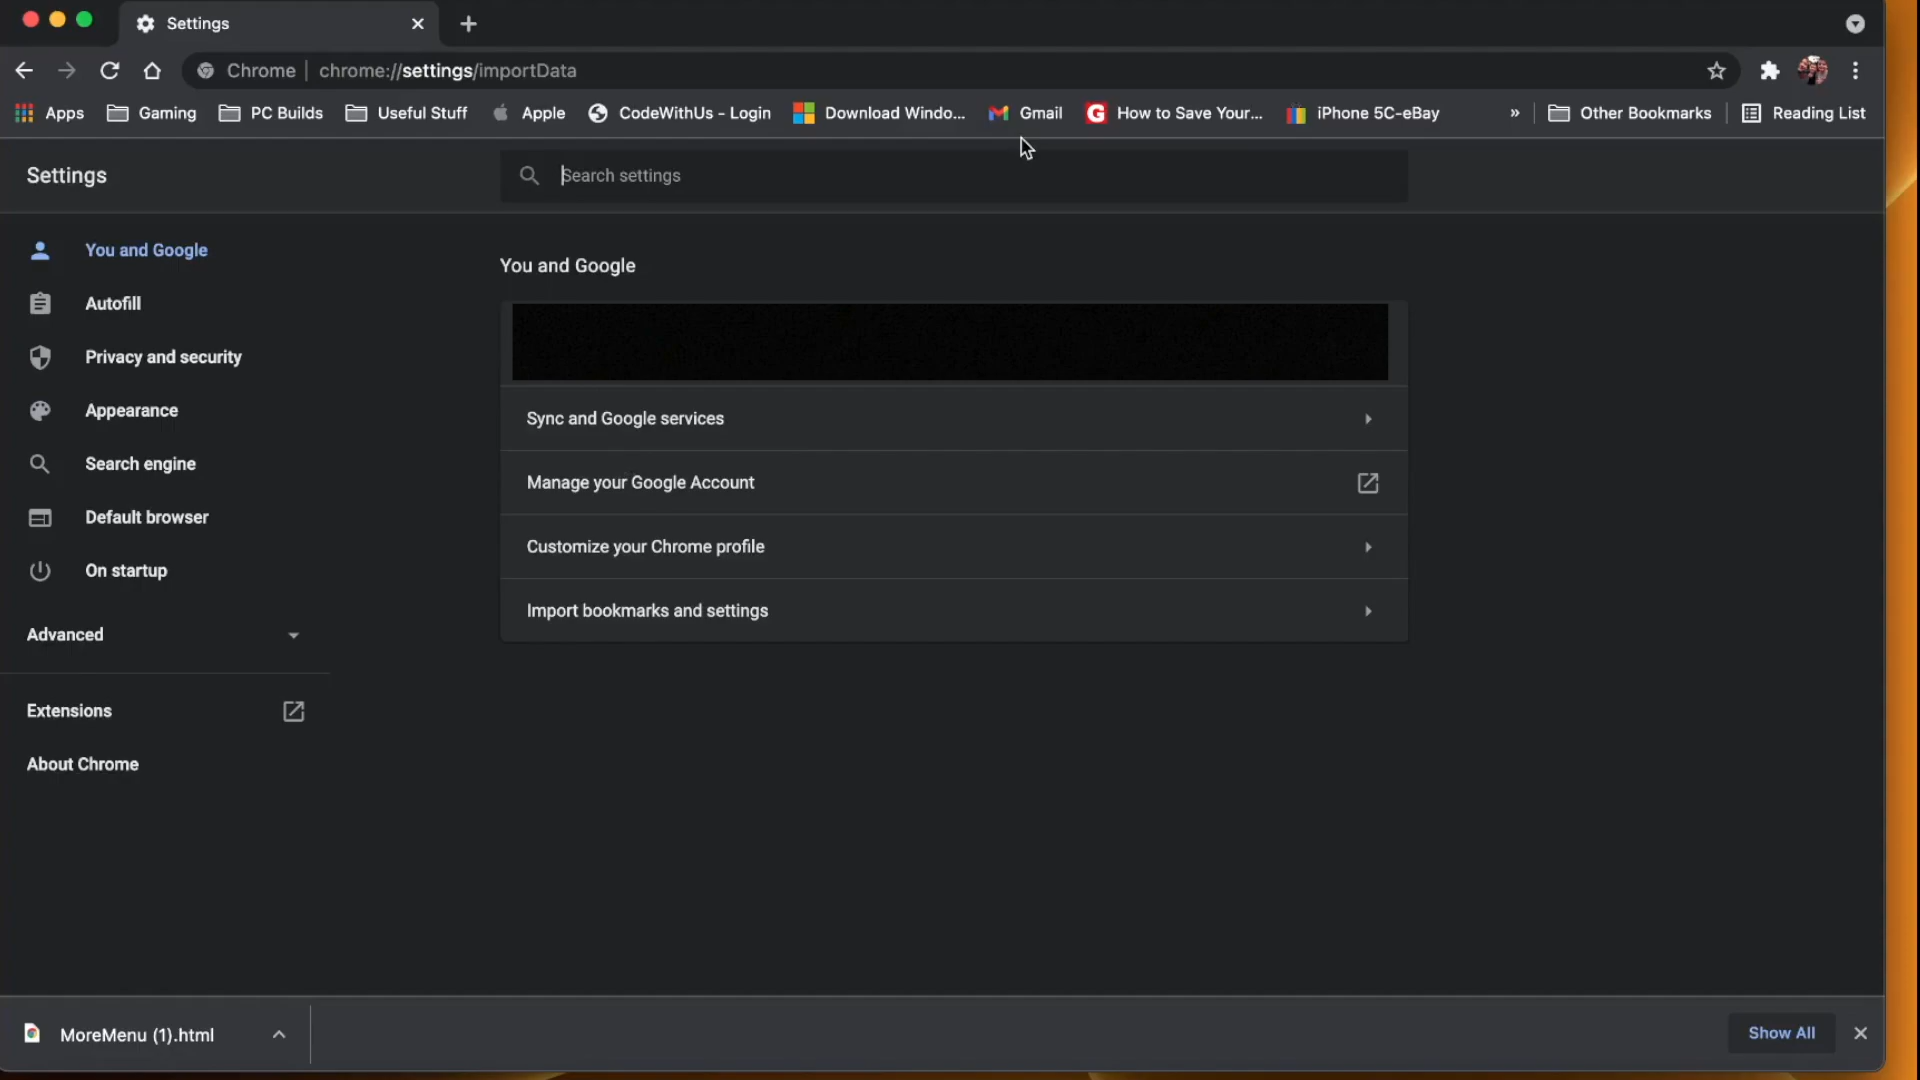 Settings
Chrome | chrome://settings/importData
Apps Gaming PC Builds Useful Stuff Apple CodeWithUs - Login Download Windo... Gmail How to Save Your... iPhone 5C-eBay » Other Bookmarks Reading List
Settings
Search settings
You and Google
Autofill
Privacy and security
Appearance
Search engine
Default browser
On startup
Advanced
Extensions
About Chrome
You and Google
Sync and Google services
Manage your Google Account
Customize your Chrome profile
Import bookmarks and settings
MoreMenu (1).html
Show All